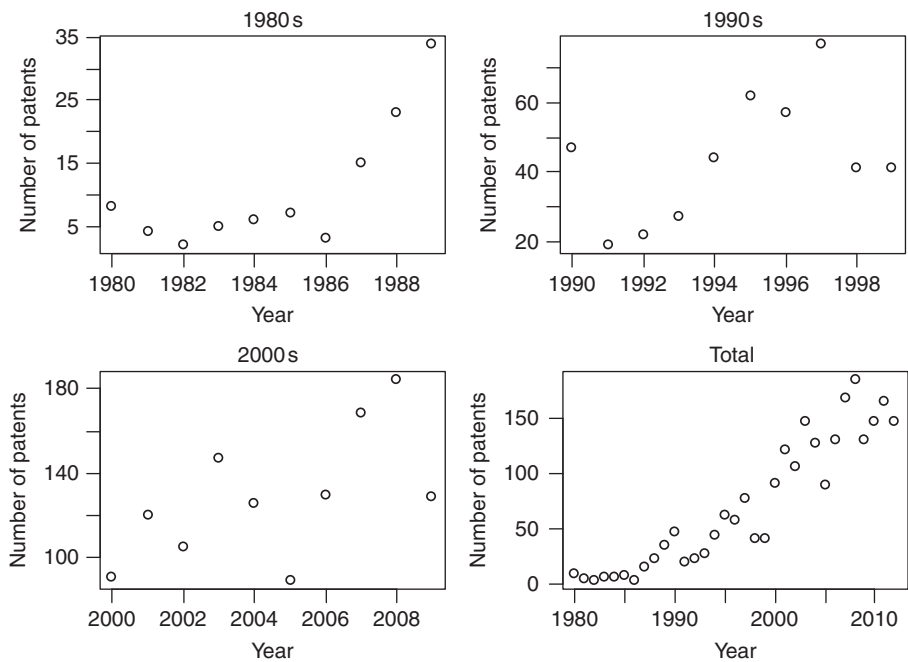 1980s
Number of patents
35
25
15
5
1980 1982 1984 1986 1988
Year
1990s
Number of patents
60
40
20
1990 1992 1994 1996 1998
Year
2000s
Number of patents
180
140
100
2000 2002 2004 2006 2008
Year
Total
Number of patents
150
100
50
0
1980 1990 2000 2010
Year